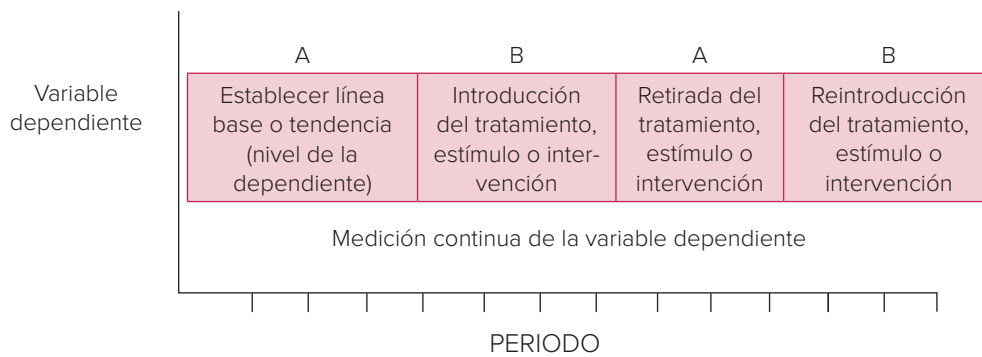 A B A B
Variable
dependiente
Establecer línea
base o tendencia
(nivel de la
dependiente)
Introducción
del tratamiento,
estímulo o inter-
vención
Retirada del
tratamiento,
estímulo o
intervención
Reintroducción
del tratamiento,
estímulo o
intervención
Medición continua de la variable dependiente
PERIODO